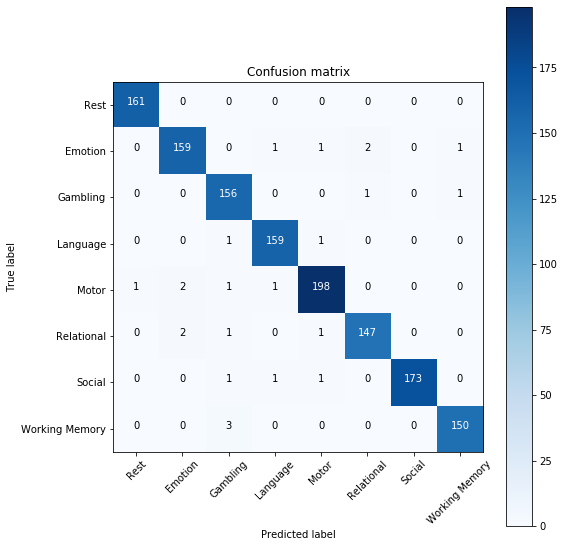 Confusion matrix
True label
Rest 161 0 0 0 0 0 0 0
Emotion 0 159 0 1 1 2 0 1
Gambling 0 0 156 0 0 1 0 1
Language 0 0 1 159 1 0 0 0
Motor 1 2 1 1 198 0 0 0
Relational 0 2 1 0 1 147 0 0
Social 0 0 1 1 1 0 173 0
Working Memory 0 0 3 0 0 0 0 150
Rest Emotion Gambling Language Motor Relational Social Working Memory
Predicted label
175
150
125
100
75
50
25
0